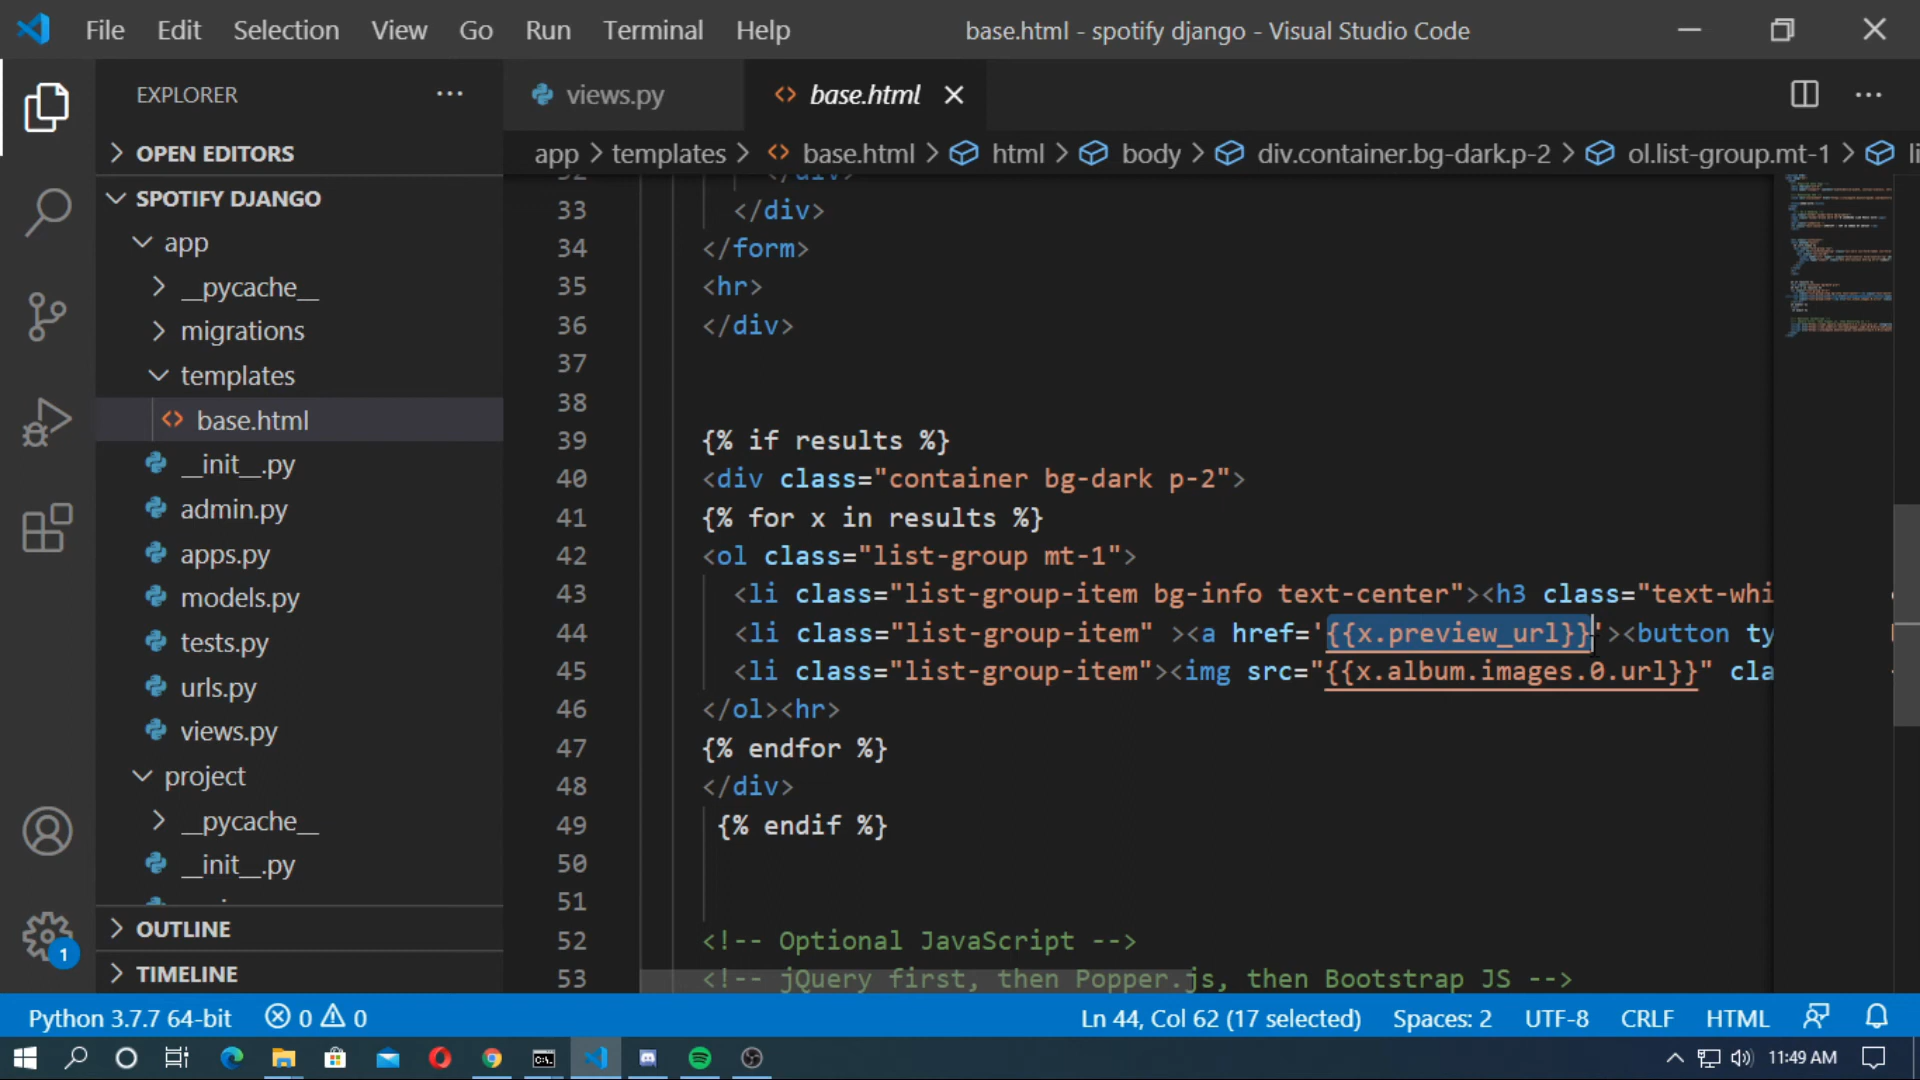 File Edit Selection View Go Run Terminal Help base.html - spotify django - Visual Studio Code
EXPLORER
OPEN EDITORS
SPOTIFY DJANGO
app
__pycache__
migrations
templates
base.html
__init__.py
admin.py
apps.py
models.py
tests.py
urls.py
views.py
project
__pycache__
__init__.py
OUTLINE
TIMELINE
views.py base.html
app > templates > base.html > html > body > div.container.bg-dark.p-2 > ol.list-group.mt-1 > li
32 </div>
33 </div>
34 </form>
35 <hr>
36 </div>
37
38
39 {% if results %}
40 <div class="container bg-dark p-2">
41 {% for x in results %}
42 <ol class="list-group mt-1">
43 <li class="list-group-item bg-info text-center"><h3 class="text-whi
44 <li class="list-group-item" ><a href='{{x.preview_url}}'><button ty
45 <li class="list-group-item"><img src="{{x.album.images.0.url}}" cla
46 </ol><hr>
47 {% endfor %}
48 </div>
49 {% endif %}
50
51
52 <!-- Optional JavaScript -->
53 <!-- jQuery first, then Popper.js, then Bootstrap JS -->
1
Python 3.7.7 64-bit 0 0 Ln 44, Col 62 (17 selected) Spaces: 2 UTF-8 CRLF HTML
11:49 AM